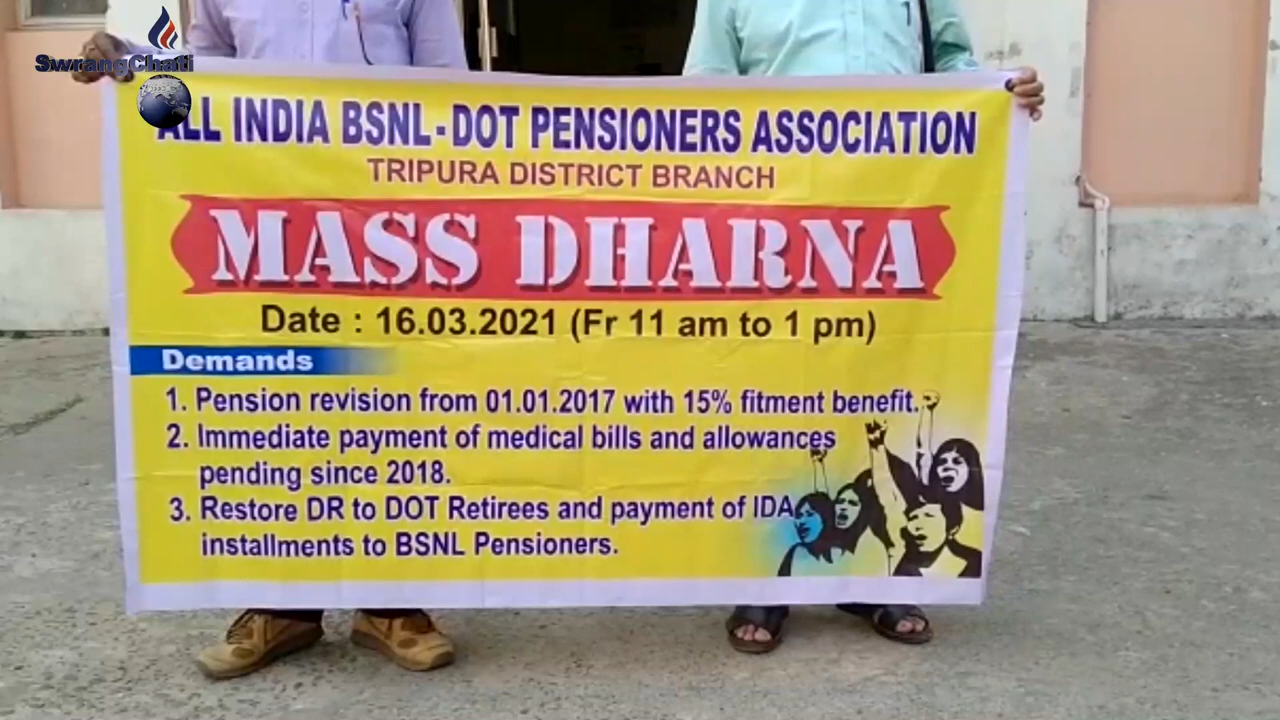 SwrangChati
ALL INDIA BSNL-DOT PENSIONERS ASSOCIATION
TRIPURA DISTRICT BRANCH
MASS DHARNA
Date : 16.03.2021 (Fr 11 am to 1 pm)
Demands
1. Pension revision from 01.01.2017 with 15% fitment benefit.
2. Immediate payment of medical bills and allowances
pending since 2018.
3. Restore DR to DOT Retirees and payment of IDA
installments to BSNL Pensioners.